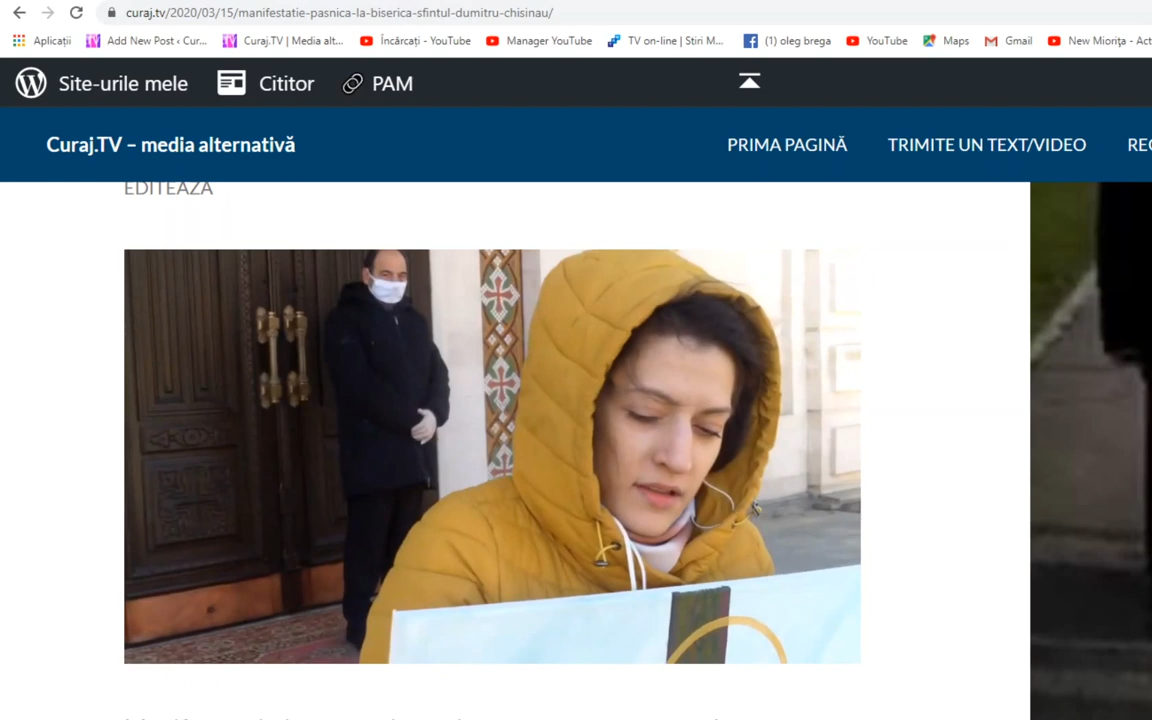 curaj.tv/2020/03/15/manifestatie-pasnica-la-biserica-sfintul-dumitru-chisinau/
Aplicații Add New Post ‹ Cur... Curaj.TV | Media alt... Încărcați - YouTube Manager YouTube TV on-line | Stiri M... (1) oleg brega YouTube Maps Gmail New Miorița - Act
Site-urile mele Cititor PAM
Curaj.TV – media alternativă PRIMA PAGINĂ TRIMITE UN TEXT/VIDEO REC
EDITEAZĂ